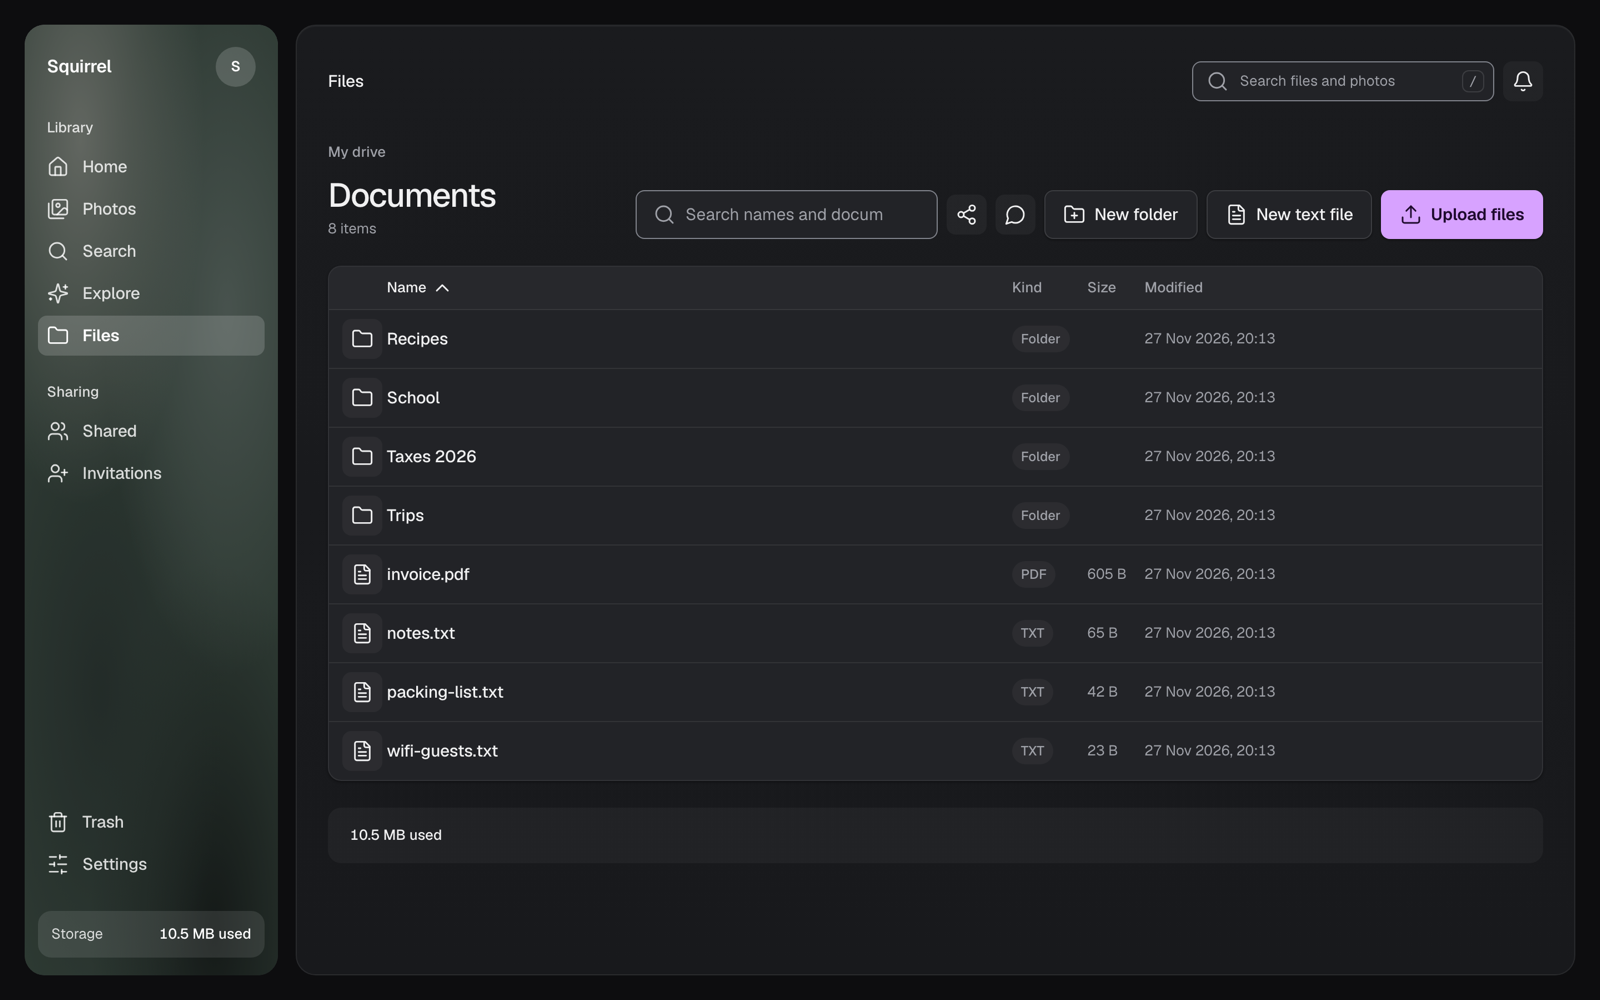 Squirrel
S
Library
Home
Photos
Search
Explore
Files
Sharing
Shared
Invitations
Trash
Settings
Storage 10.5 MB used
Files
Search files and photos /
My drive
Documents
8 items
Search names and docum
New folder
New text file
Upload files
Name Kind Size Modified
Recipes Folder 27 Nov 2026, 20:13
School Folder 27 Nov 2026, 20:13
Taxes 2026 Folder 27 Nov 2026, 20:13
Trips Folder 27 Nov 2026, 20:13
invoice.pdf PDF 605 B 27 Nov 2026, 20:13
notes.txt TXT 65 B 27 Nov 2026, 20:13
packing-list.txt TXT 42 B 27 Nov 2026, 20:13
wifi-guests.txt TXT 23 B 27 Nov 2026, 20:13
10.5 MB used